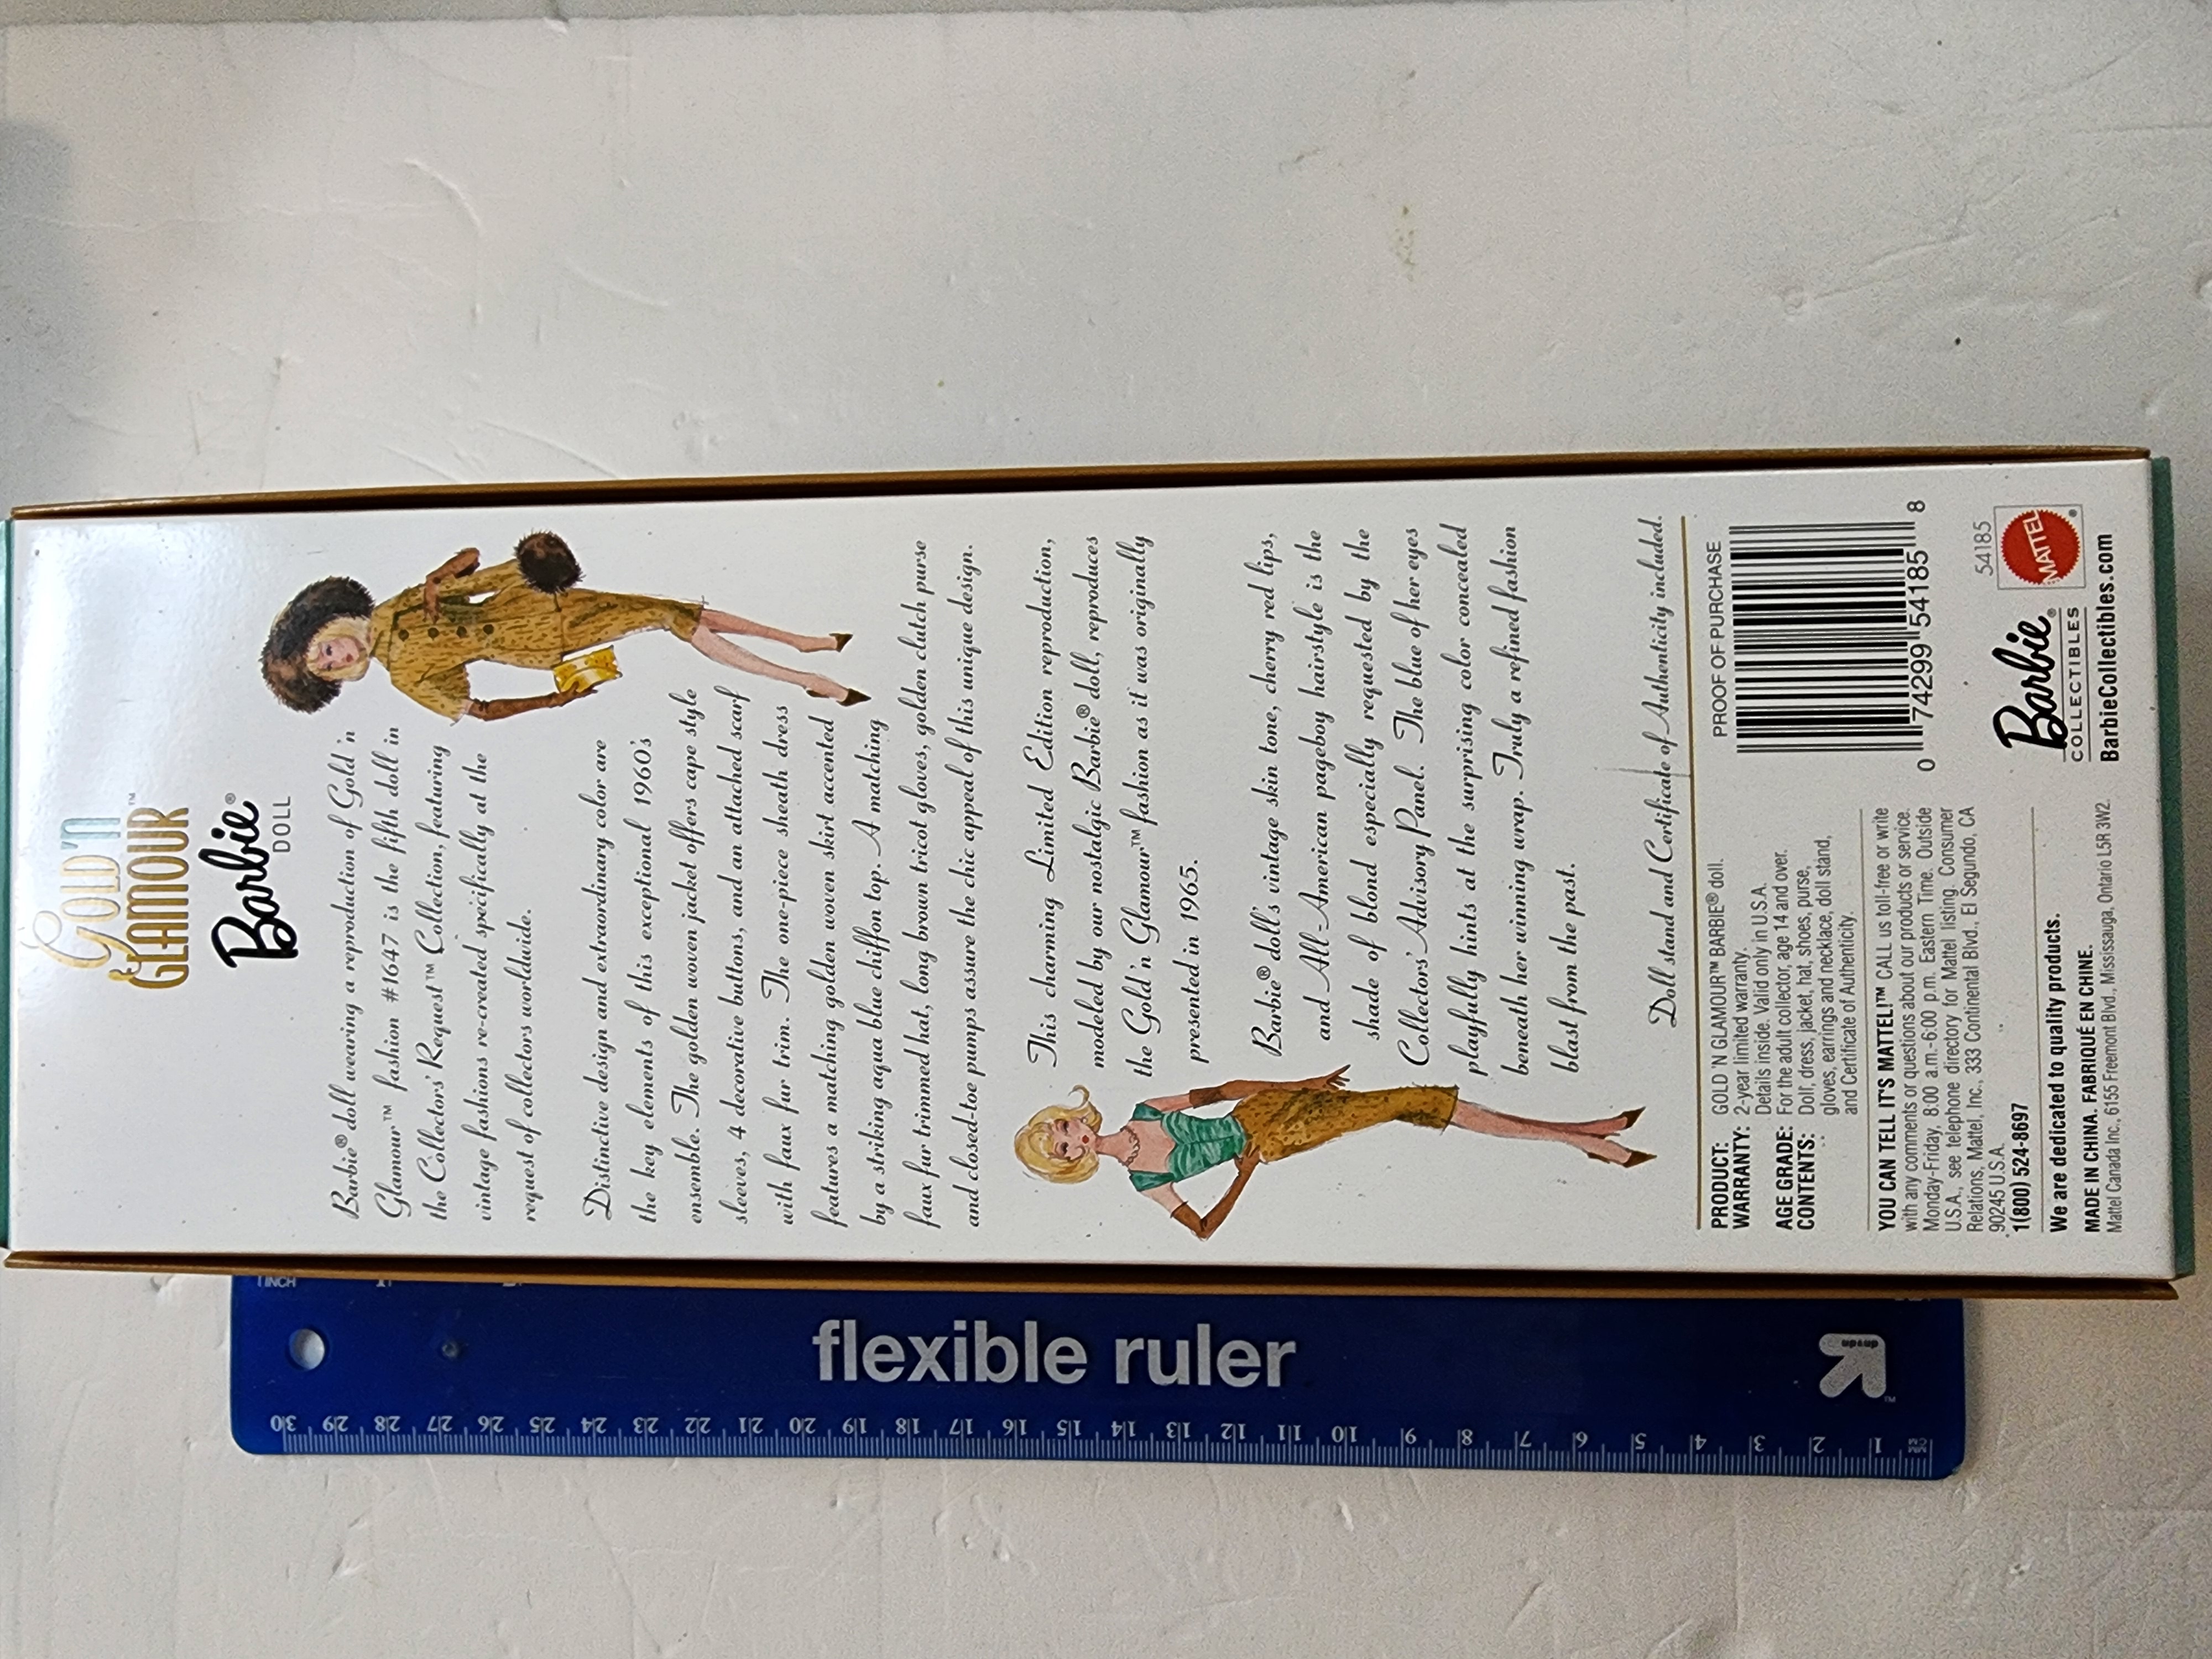 GOLD 'N
GLAMOUR™
Barbie®
DOLL
Barbie® doll wearing a reproduction of Gold 'n
Glamour™ fashion #1647 is the fifth doll in
the Collectors' Request™ Collection, featuring
vintage fashions re-created specifically at the
request of collectors worldwide.
Distinctive design and extraordinary color are
the key elements of this exceptional 1960's
ensemble. The golden woven jacket offers cape style
sleeves, 4 decorative buttons, and an attached scarf
with faux fur trim. The one-piece sheath dress
features a matching golden woven skirt accented
by a striking aqua blue chiffon top. A matching
faux fur trimmed hat, long brown tricot gloves, golden clutch purse
and closed-toe pumps assure the chic appeal of this unique design.
This charming Limited Edition reproduction,
modeled by our nostalgic Barbie® doll, reproduces
the Gold 'n Glamour™ fashion as it was originally
presented in 1965.
Barbie® doll's vintage skin tone, cherry red lips,
and All-American pageboy hairstyle is the
shade of blond especially requested by the
Collectors' Advisory Panel. The blue of her eyes
playfully hints at the surprising color concealed
beneath her winning wrap. Truly a refined fashion
blast from the past.
Doll stand and Certificate of Authenticity included.
PRODUCT: GOLD 'N GLAMOUR™ BARBIE® doll.
WARRANTY: 2-year limited warranty.
Details inside. Valid only in U.S.A.
AGE GRADE: For the adult collector, age 14 and over.
CONTENTS: Doll, dress, jacket, hat, shoes, purse,
gloves, earrings and necklace, doll stand,
and Certificate of Authenticity.
YOU CAN TELL IT'S MATTEL!™ CALL us toll-free or write
with any comments or questions about our products or service.
Monday-Friday, 8:00 a.m.-6:00 p.m. Eastern Time. Outside
U.S.A., see telephone directory for Mattel listing. Consumer
Relations, Mattel, Inc., 333 Continental Blvd., El Segundo, CA
90245 U.S.A.
1(800) 524-8697
We are dedicated to quality products.
MADE IN CHINA. FABRIQUÉ EN CHINE.
Mattel Canada Inc., 6155 Freemont Blvd., Mississauga, Ontario L5R 3W2.
PROOF OF PURCHASE
0 74299 54185 8
54185
Barbie®
COLLECTIBLES
MATTEL®
BarbieCollectibles.com
1 INCH
flexible ruler
up&up™
30 29 28 27 26 25 24 23 22 21 20 19 18 17 16 15 14 13 12 11 10 9 8 7 6 5 4 3 2 1